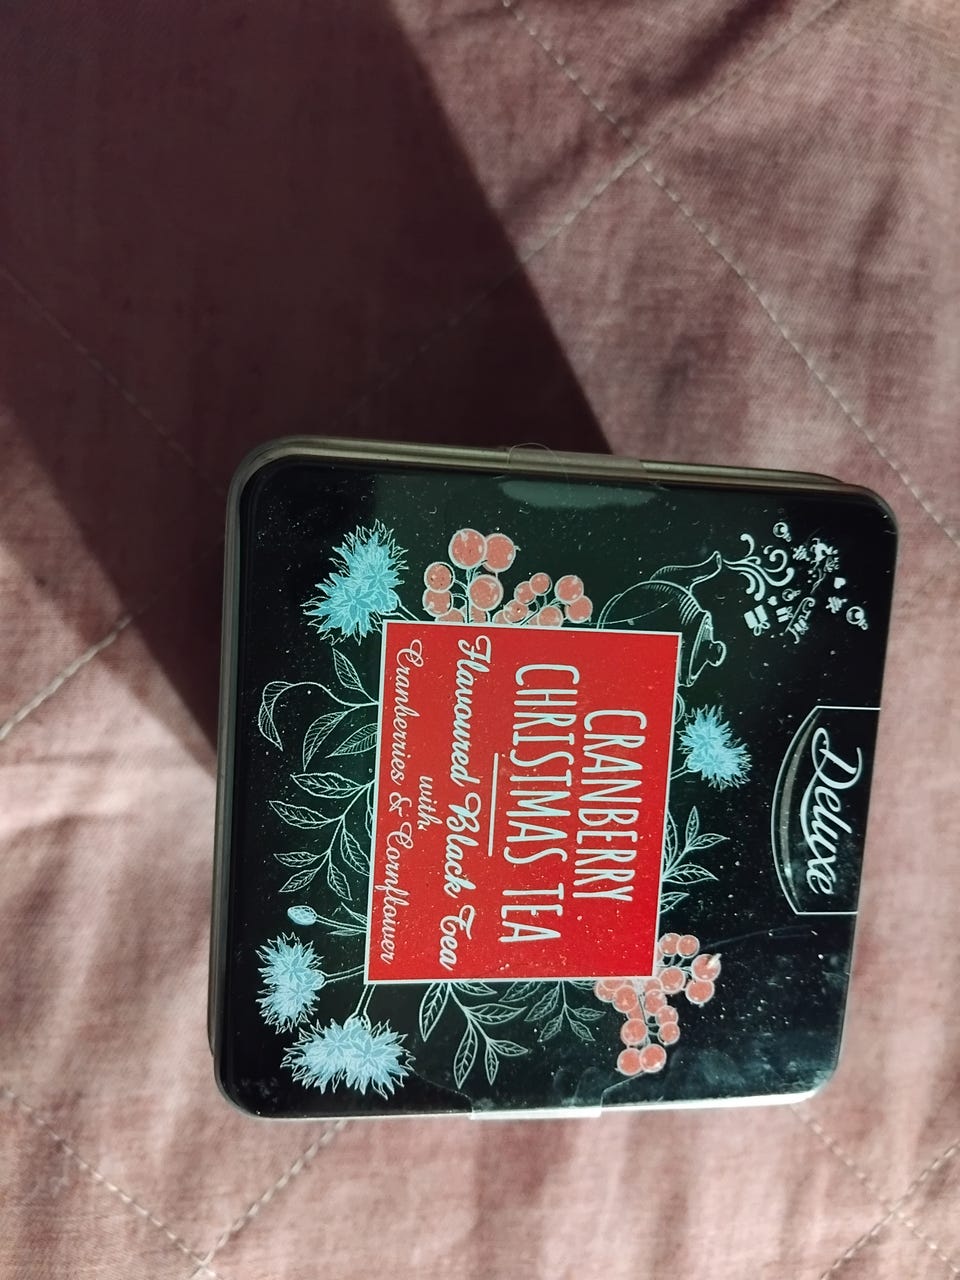 Deluxe
CRANBERRY
CHRISTMAS TEA
Flavoured Black Tea
with
Cranberries & Cornflower